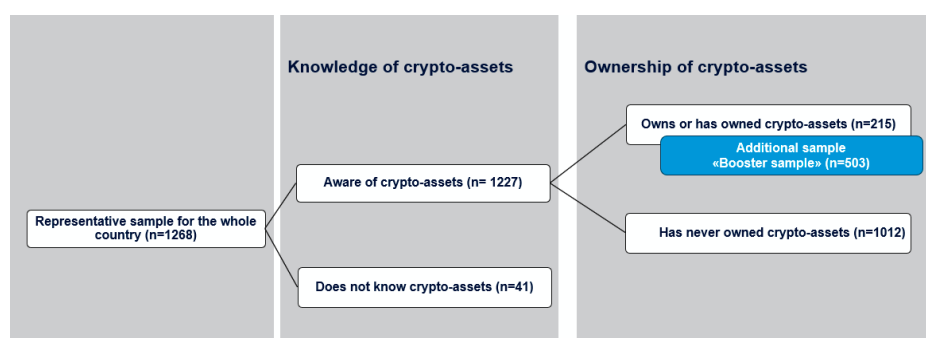 Knowledge of crypto-assets
Ownership of crypto-assets
Owns or has owned crypto-assets (n=215)
Additional sample
«Booster sample» (n=503)
Aware of crypto-assets (n= 1227)
Representative sample for the whole
country (n=1268)
Has never owned crypto-assets (n=1012)
Does not know crypto-assets (n=41)